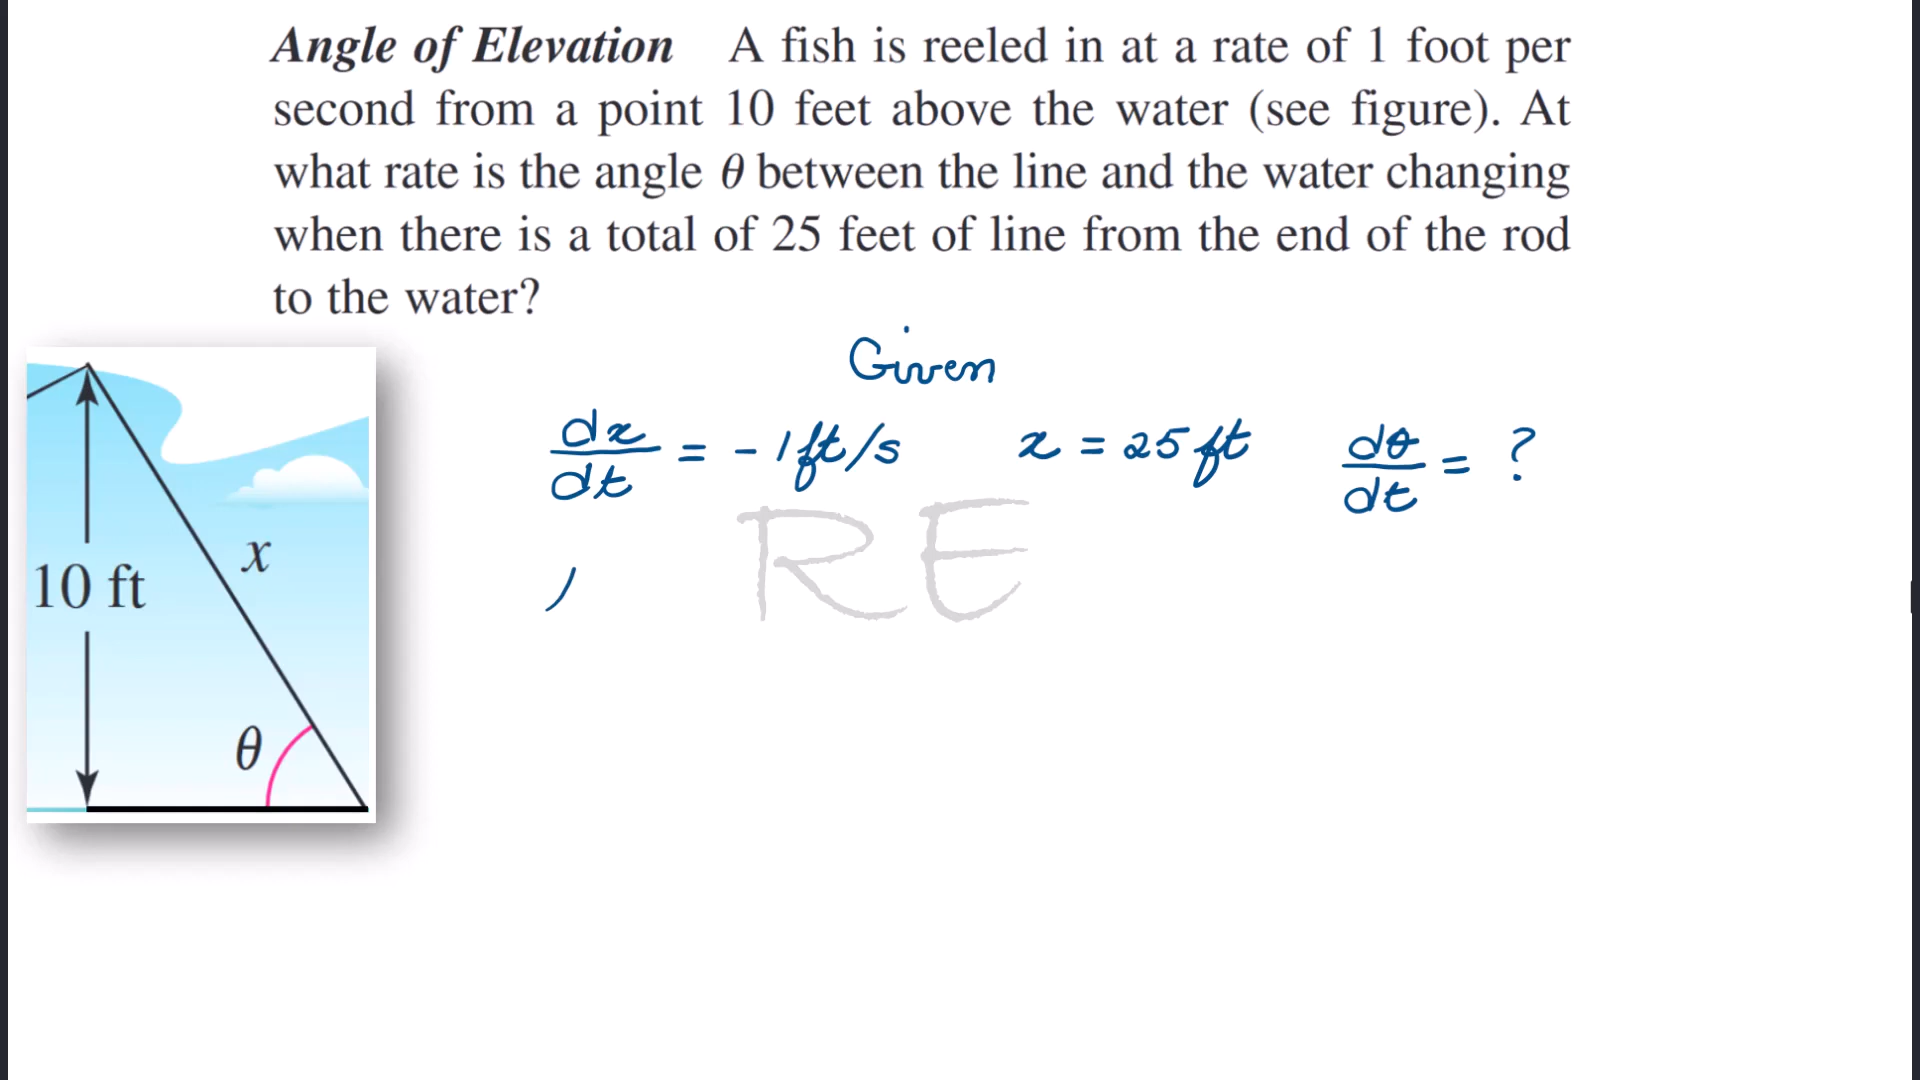 Angle of Elevation A fish is reeled in at a rate of 1 foot per
second from a point 10 feet above the water (see figure). At
what rate is the angle θ between the line and the water changing
when there is a total of 25 feet of line from the end of the rod
to the water?
Given
dx/dt = -1 ft/s x = 25 ft dθ/dt = ?
RE
x
10 ft
θ